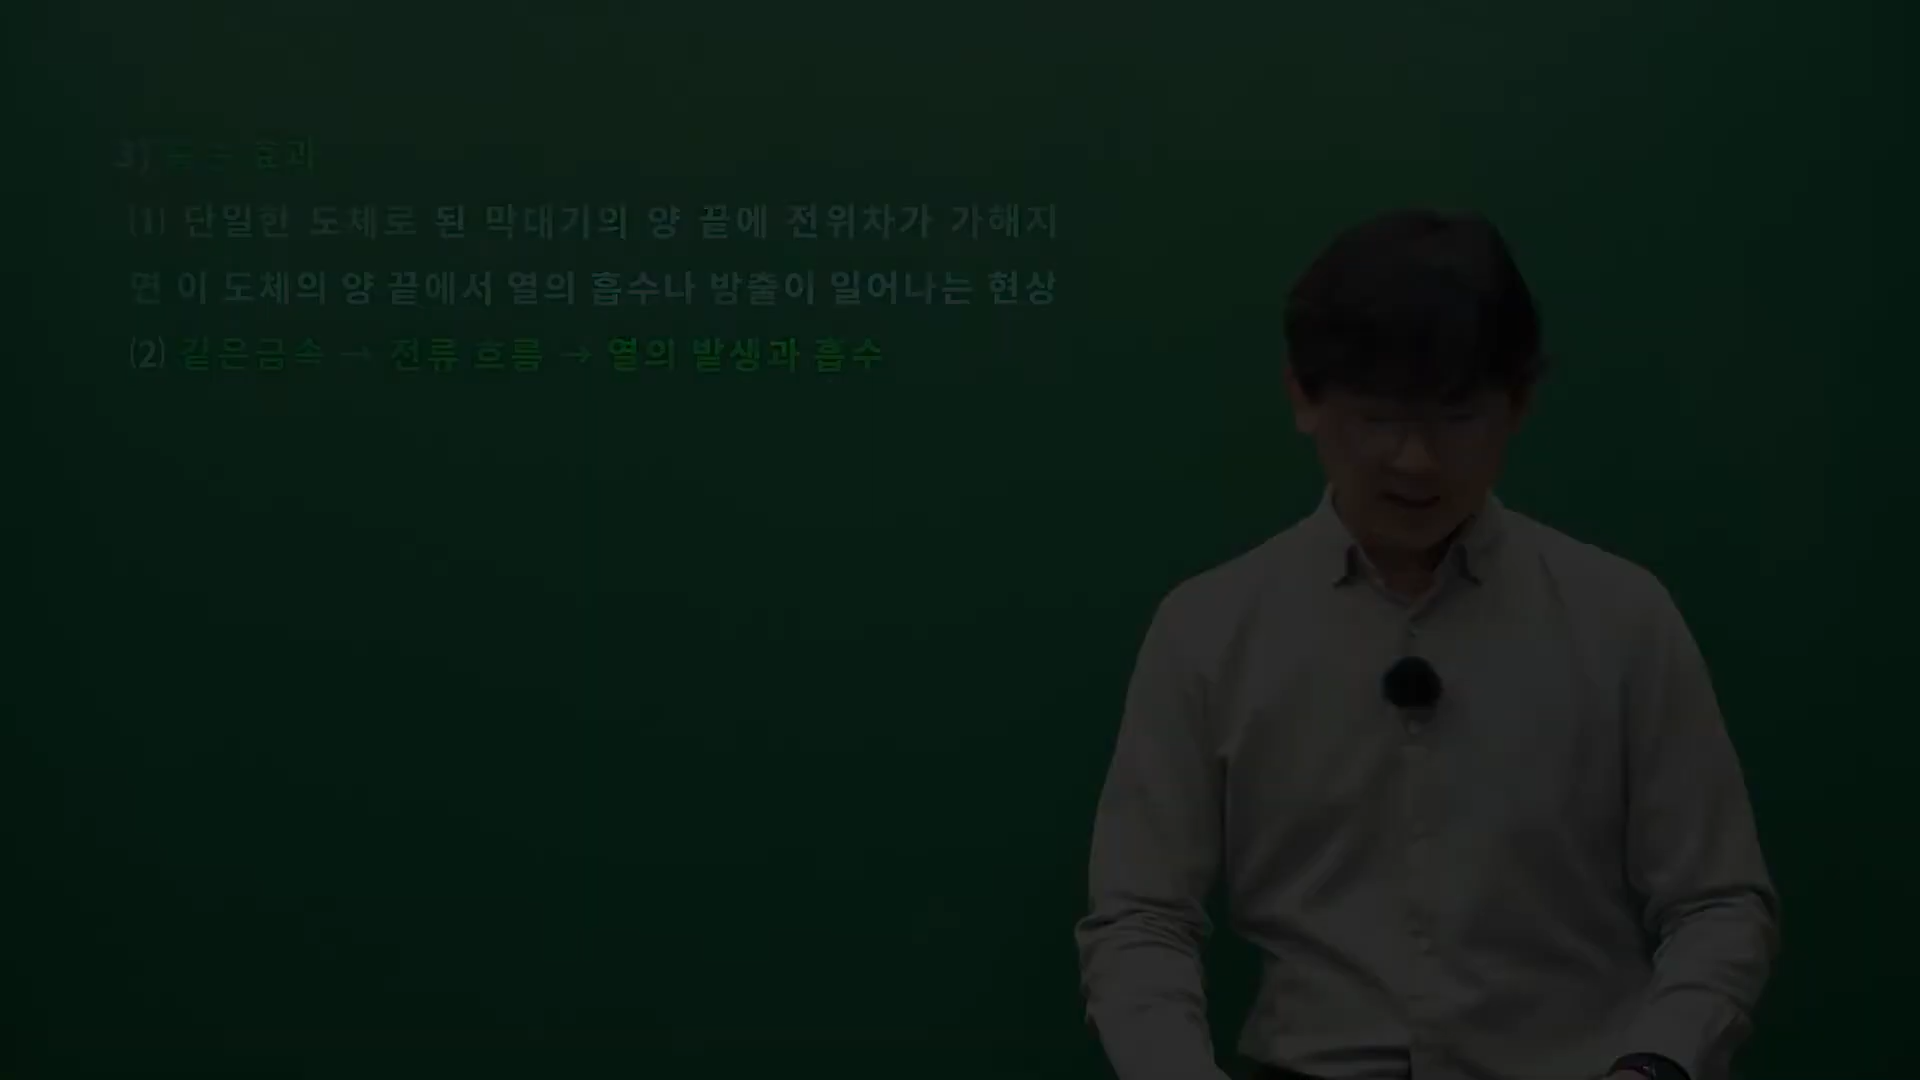 3) 톰슨 효과
(1) 단일한 도체로 된 막대기의 양 끝에 전위차가 가해지
면 이 도체의 양 끝에서 열의 흡수나 방출이 일어나는 현상
(2) 같은금속 → 전류 흐름 → 열의 발생과 흡수